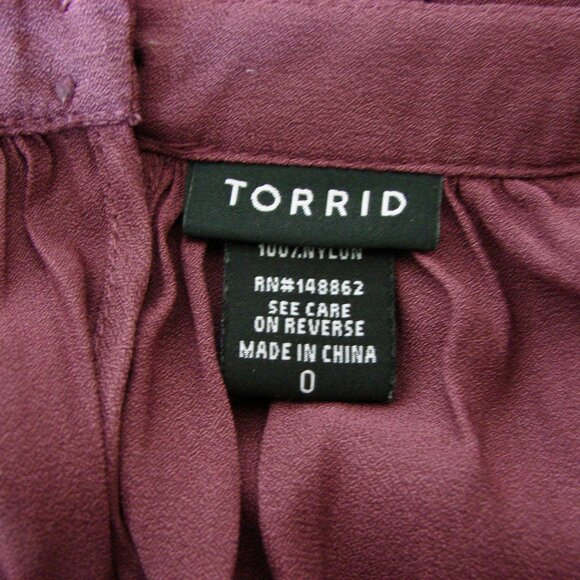 TORRID
100% NYLON
RN#148862
SEE CARE
ON REVERSE
MADE IN CHINA
0